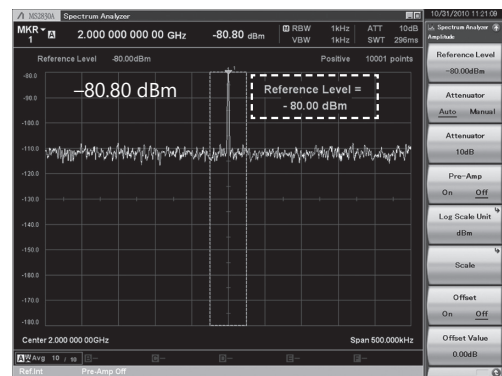 MS2830A Spectrum Analyzer
10/31/2010 11:21:09
MKR 1 A 2.000 000 000 00 GHz -80.80 dBm
RBW 1kHz ATT 10dB
VBW 1kHz SWT 296ms
Reference Level -80.00dBm Positive 10001 points
-80.0
-90.0
-100.0
-110.0
-120.0
-130.0
-140.0
-150.0
-160.0
-170.0
-180.0
1
–80.80 dBm
Reference Level =
- 80.00 dBm
Center 2.000 000 00GHz Span 500.000kHz
A Avg 10 / 10
Ref.Int Pre-Amp Off
Spectrum Analyzer
Amplitude
Reference Level
-80.00dBm
Attenuator
Auto Manual
Attenuator
10dB
Pre-Amp
On Off
Log Scale Unit
dBm
Scale
Offset
On Off
Offset Value
0.00dB